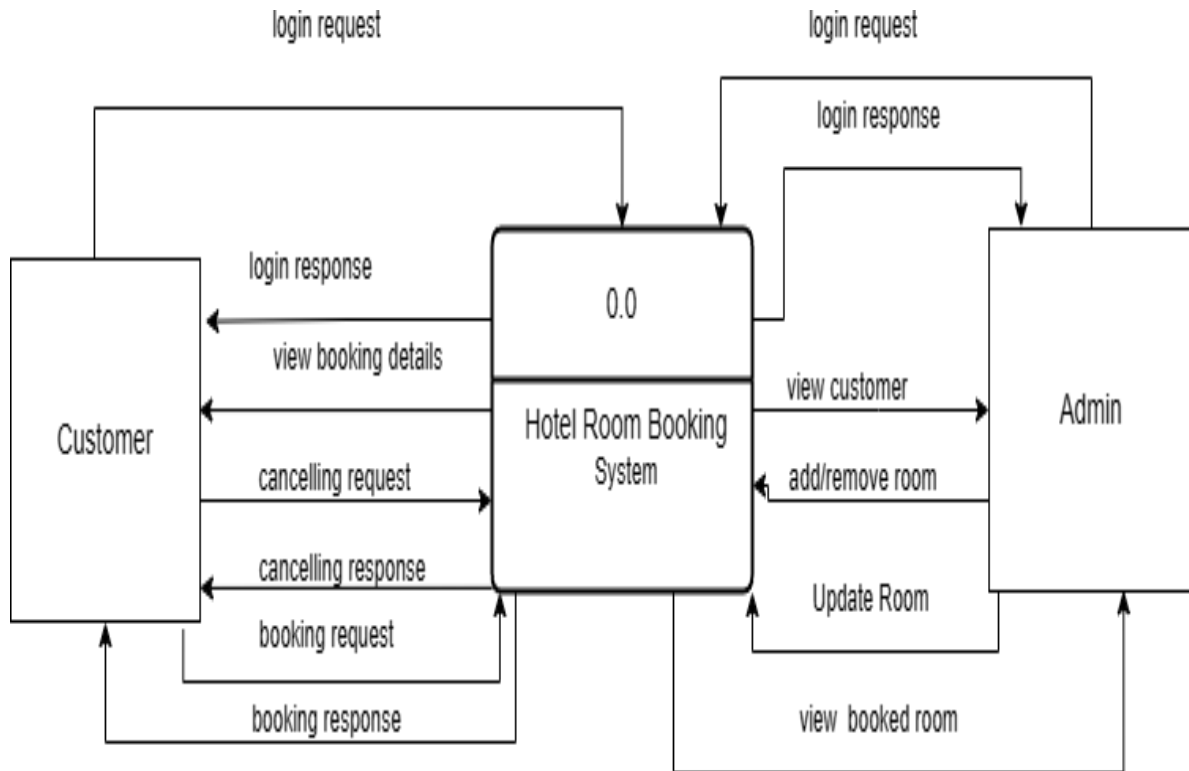 login request
login request
login response
login response
0.0
view booking details
view customer
Customer
Hotel Room Booking
System
Admin
cancelling request
add/remove room
cancelling response
Update Room
booking request
booking response
view booked room